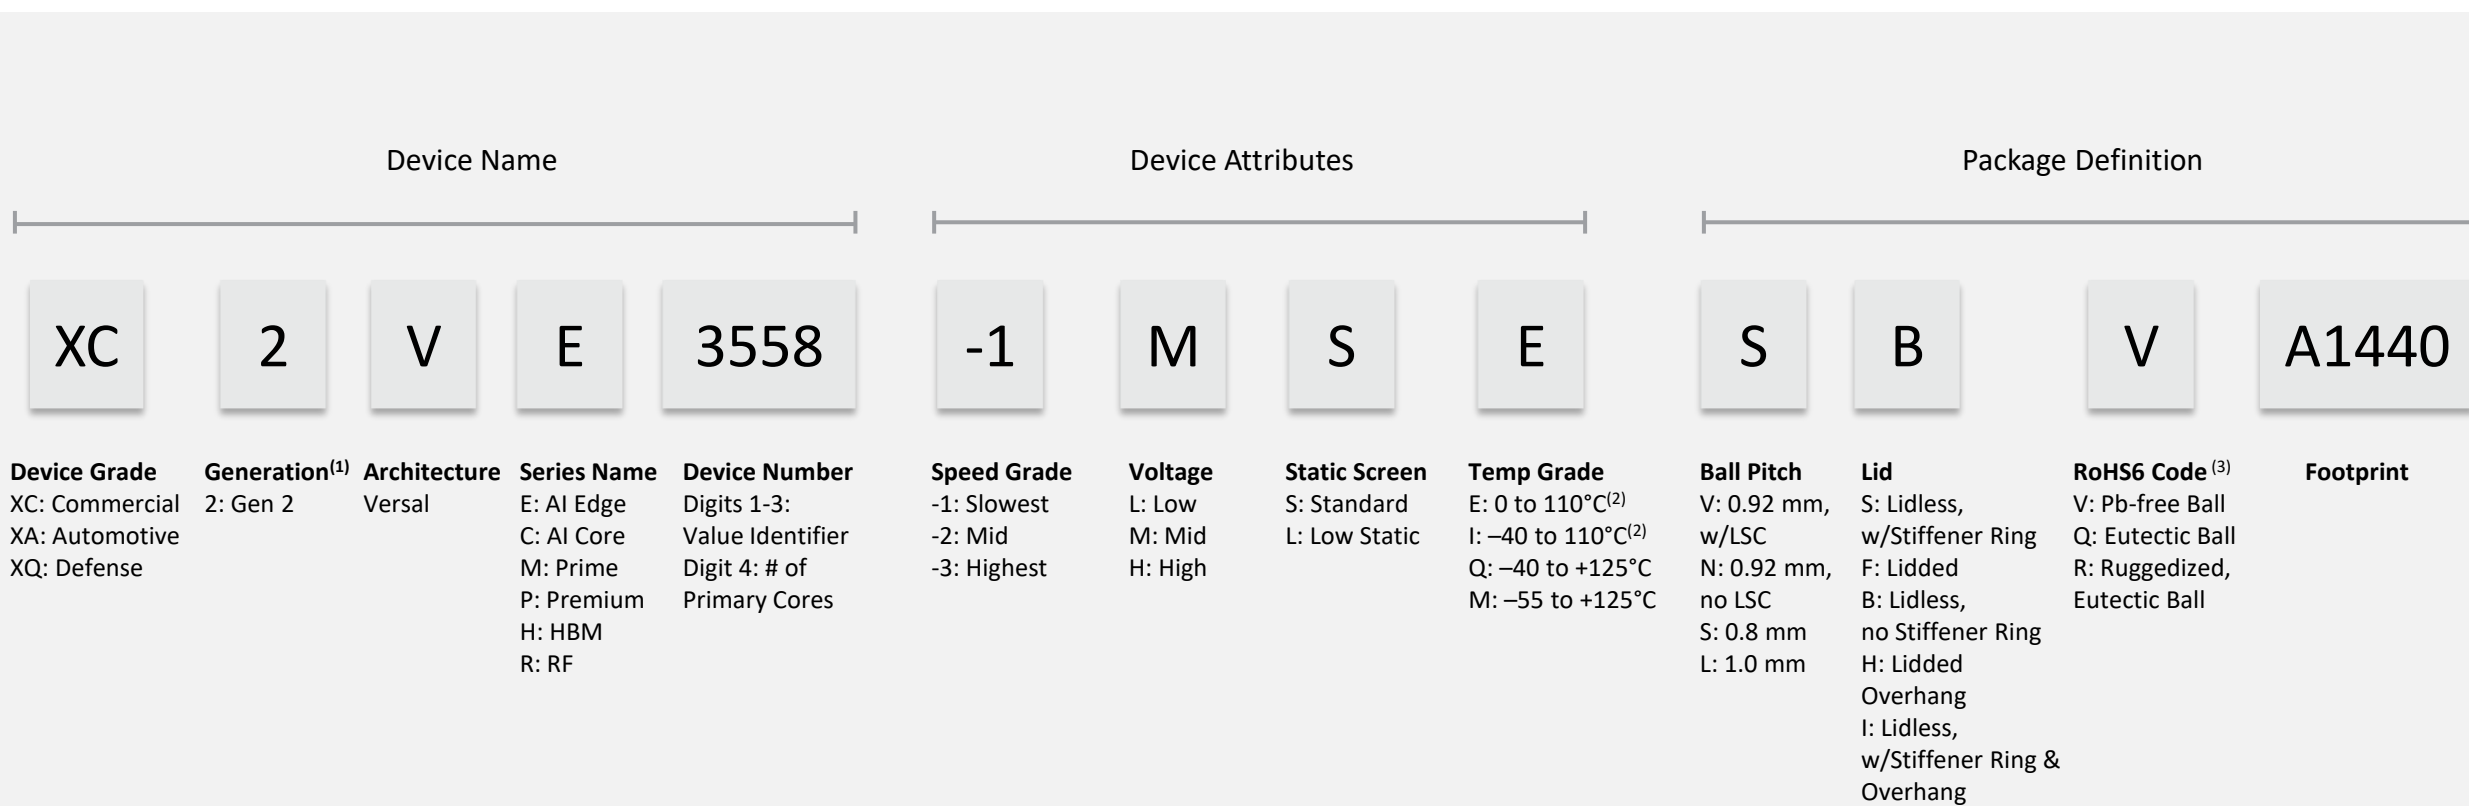 Device Name
Device Attributes
Package Definition
XC 2 V E 3558 -1 M S E S B V A1440
Device Grade
XC: Commercial
XA: Automotive
XQ: Defense
Generation(1)
2: Gen 2
Architecture
Versal
Series Name
E: AI Edge
C: AI Core
M: Prime
P: Premium
H: HBM
R: RF
Device Number
Digits 1-3:
Value Identifier
Digit 4: # of
Primary Cores
Speed Grade
-1: Slowest
-2: Mid
-3: Highest
Voltage
L: Low
M: Mid
H: High
Static Screen
S: Standard
L: Low Static
Temp Grade
E: 0 to 110°C(2)
I: –40 to 110°C(2)
Q: –40 to +125°C
M: –55 to +125°C
Ball Pitch
V: 0.92 mm,
w/LSC
N: 0.92 mm,
no LSC
S: 0.8 mm
L: 1.0 mm
Lid
S: Lidless,
w/Stiffener Ring
F: Lidded
B: Lidless,
no Stiffener Ring
H: Lidded
Overhang
I: Lidless,
w/Stiffener Ring &
Overhang
RoHS6 Code (3)
V: Pb-free Ball
Q: Eutectic Ball
R: Ruggedized,
Eutectic Ball
Footprint